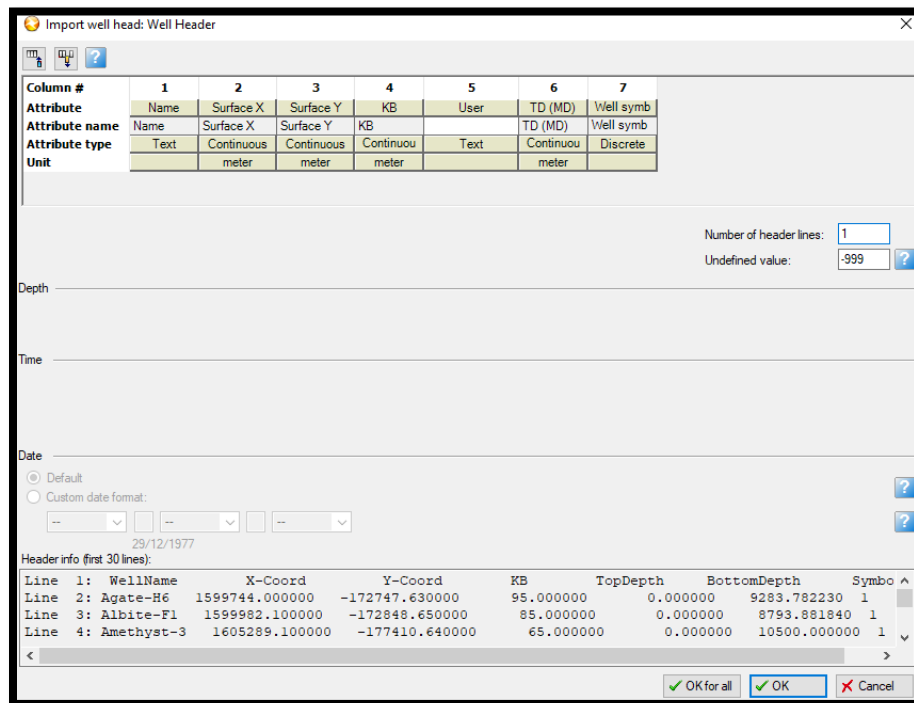 Import well head: Well Header
Column # 1 2 3 4 5 6 7
Attribute Name Surface X Surface Y KB User TD (MD) Well symb
Attribute name Name Surface X Surface Y KB TD (MD) Well symb
Attribute type Text Continuous Continuous Continuou Text Continuou Discrete
Unit meter meter meter meter
Number of header lines: 1
Undefined value: -999
Depth
Time
Date
Default
Custom date format:
-- -- --
29/12/1977
Header info (first 30 lines):
Line 1: WellName X-Coord Y-Coord KB TopDepth BottomDepth Symbo
Line 2: Agate-H6 1599744.000000 -172747.630000 95.000000 0.000000 9283.782230 1
Line 3: Albite-F1 1599982.100000 -172848.650000 85.000000 0.000000 8793.881840 1
Line 4: Amethyst-3 1605289.100000 -177410.640000 65.000000 0.000000 10500.000000 1
OK for all OK Cancel